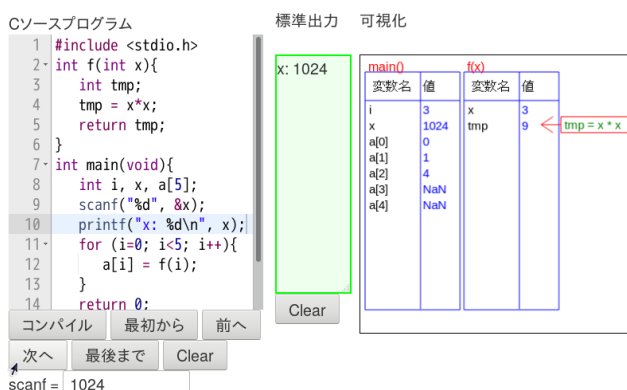 Cソースプログラム
1 #include <stdio.h>
2 int f(int x){
3 int tmp;
4 tmp = x*x;
5 return tmp;
6 }
7 int main(void){
8 int i, x, a[5];
9 scanf("%d", &x);
10 printf("x: %d\n", x);
11 for (i=0; i<5; i++){
12 a[i] = f(i);
13 }
14 return 0;
コンパイル 最初から 前へ
次へ 最後まで Clear
scanf = 1024
標準出力
x: 1024
Clear
可視化
main()
変数名 値
i 3
x 1024
a[0] 0
a[1] 1
a[2] 4
a[3] NaN
a[4] NaN
f(x)
変数名 値
x 3
tmp 9
tmp = x * x